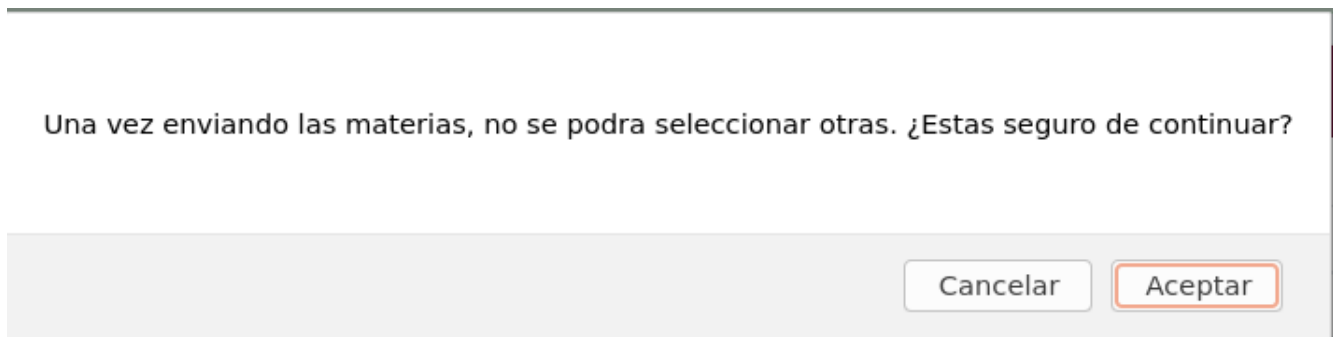 Una vez enviando las materias, no se podra seleccionar otras. ¿Estas seguro de continuar?
Cancelar
Aceptar